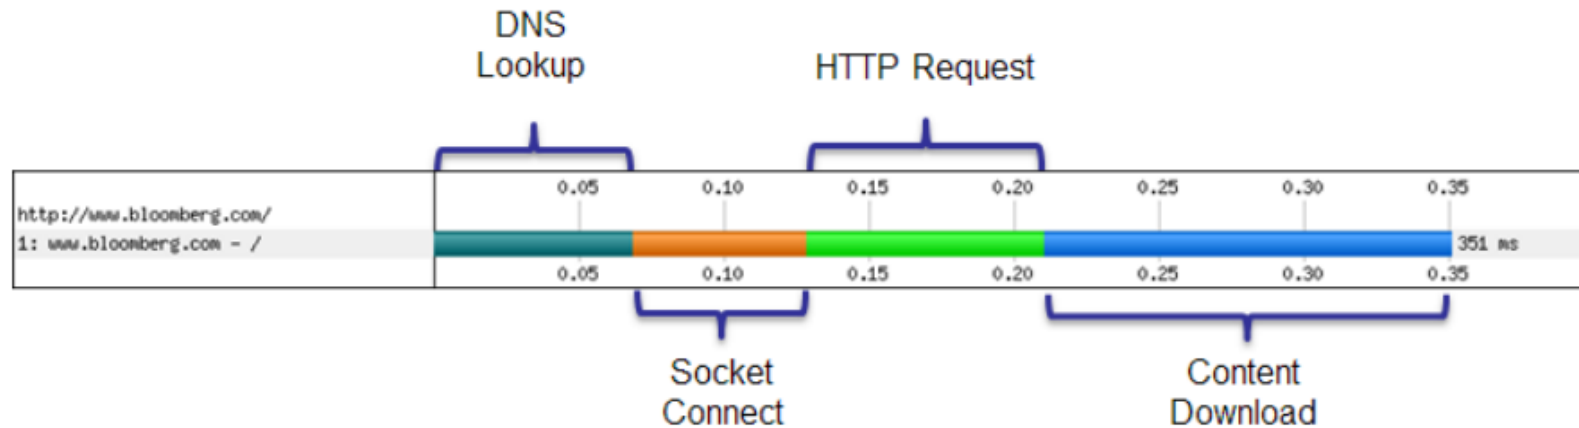 DNS
Lookup
HTTP Request
0.05 0.10 0.15 0.20 0.25 0.30 0.35
http://www.bloomberg.com/
1: www.bloomberg.com - / 351 ms
0.05 0.10 0.15 0.20 0.25 0.30 0.35
Socket
Connect
Content
Download